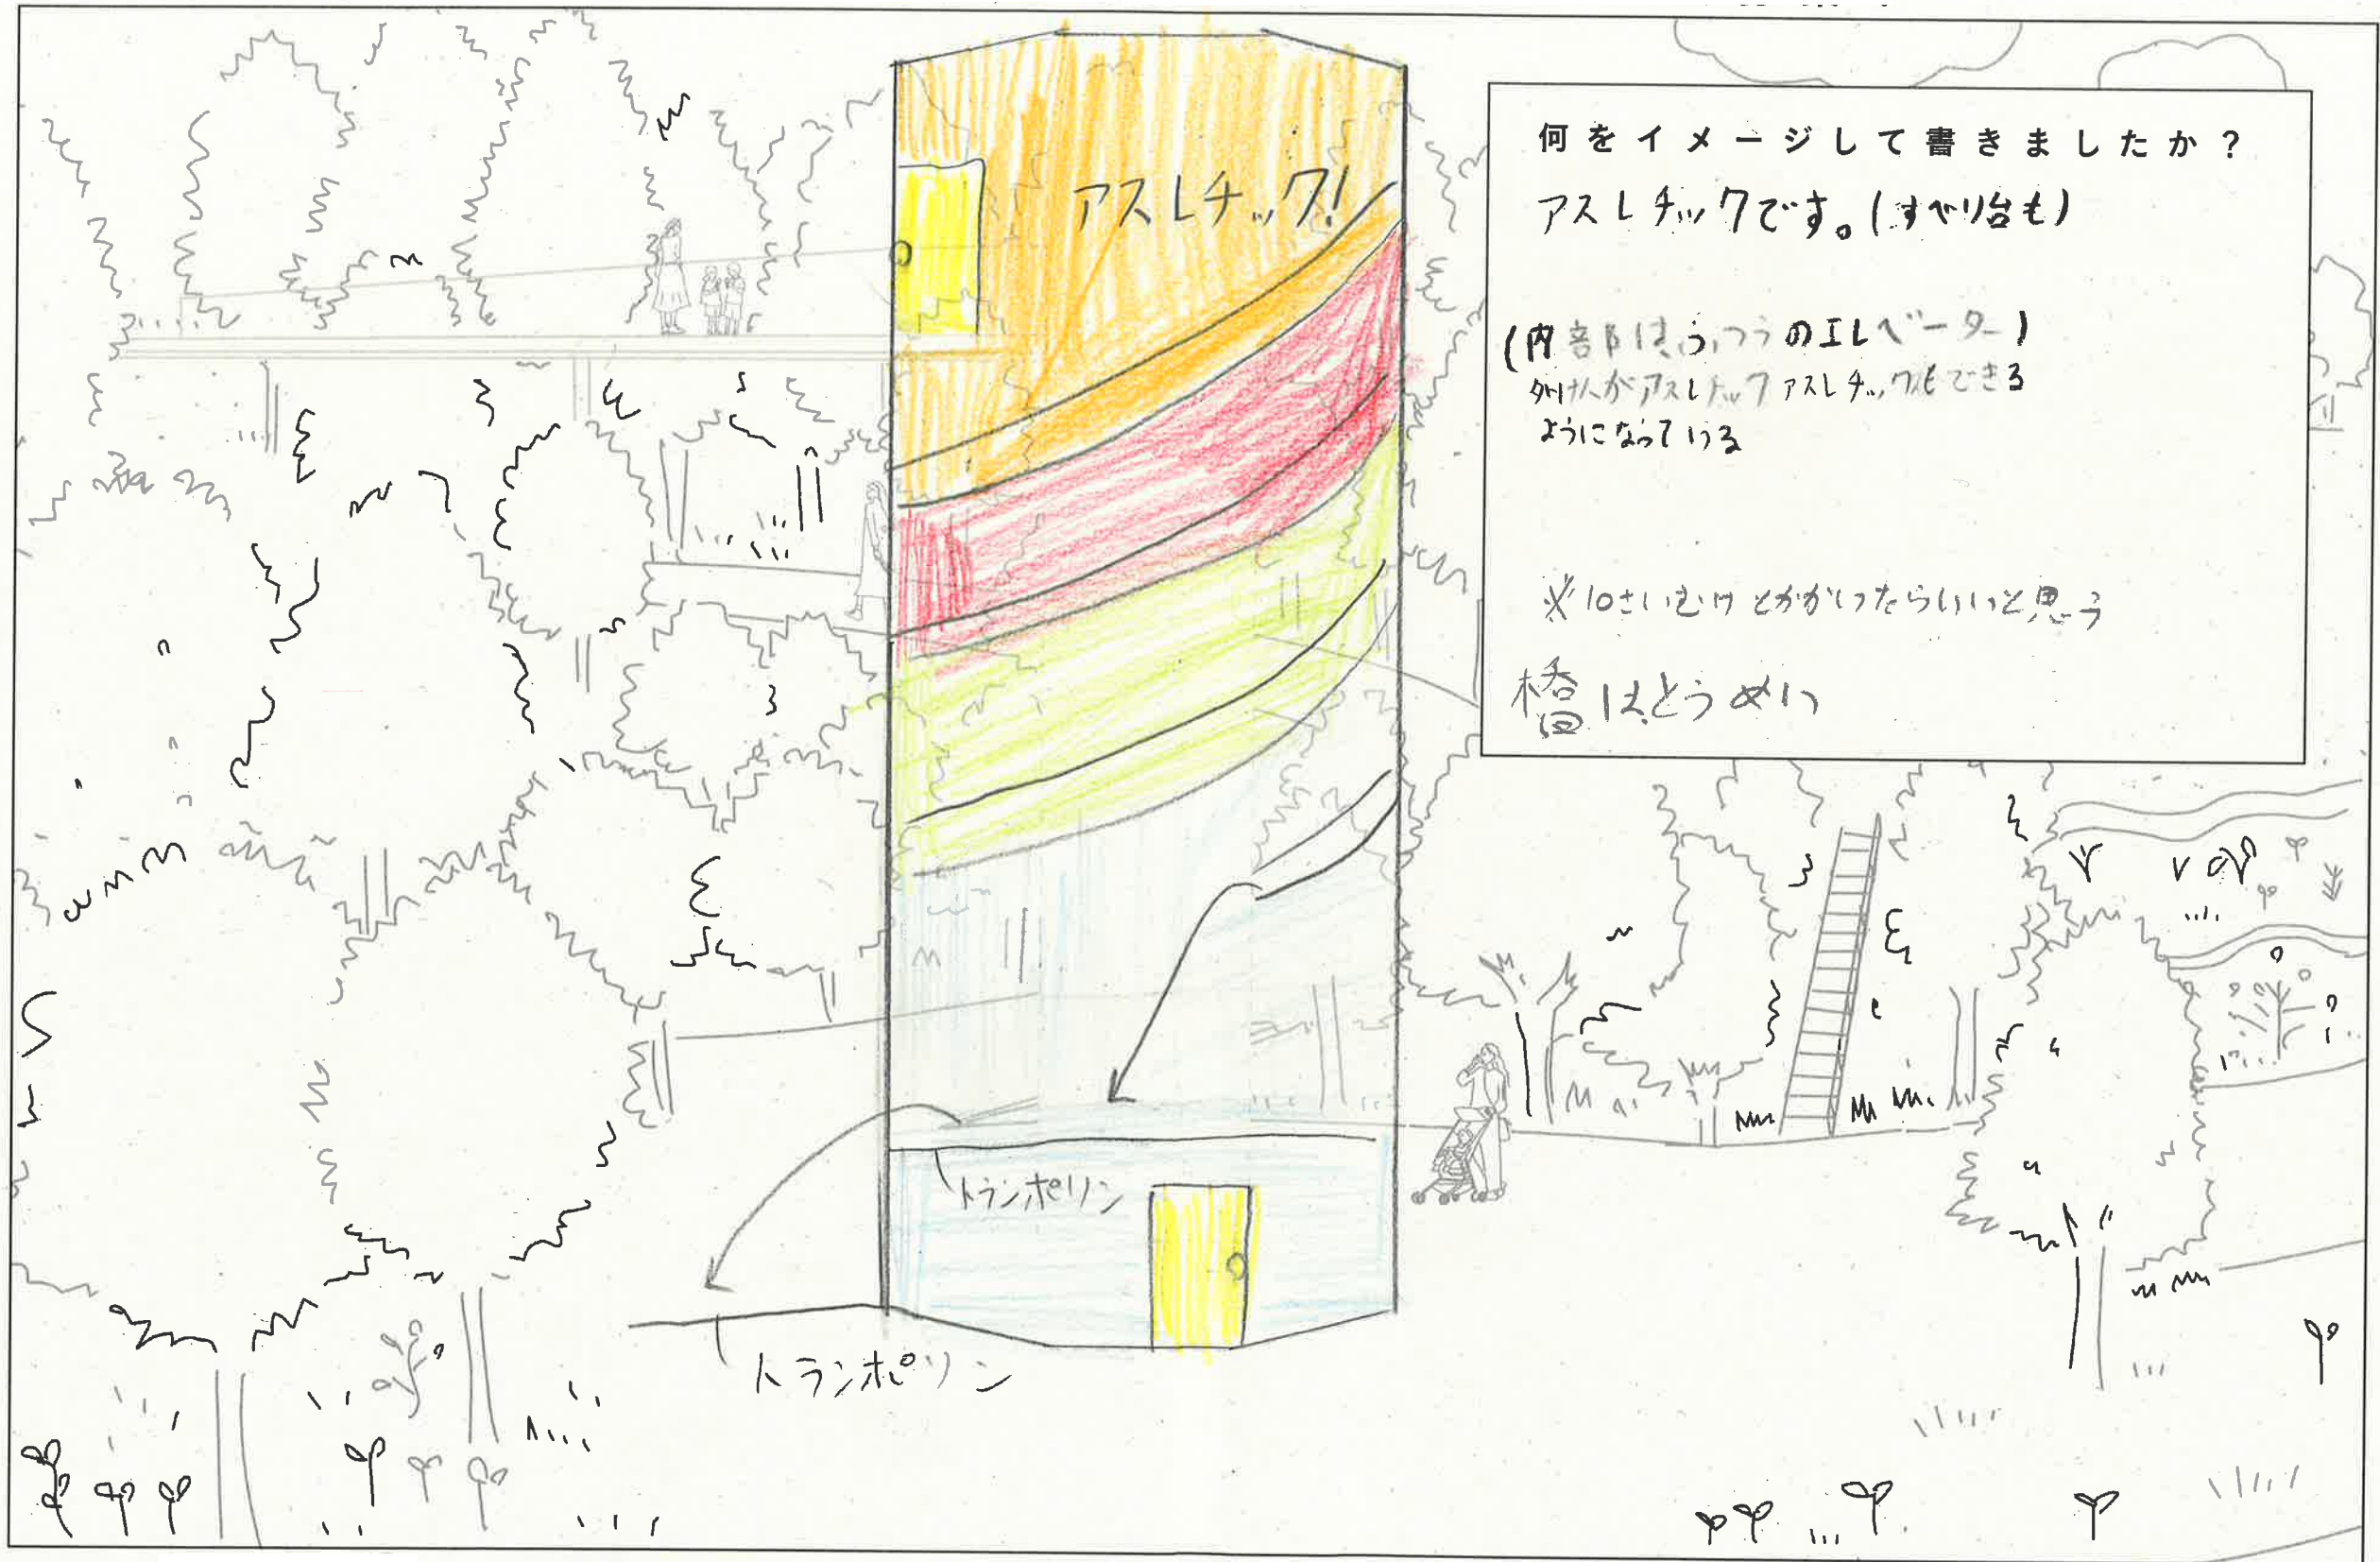 何をイメージして書きましたか？
アスレチックです。(すべり台も)
(内部は、ふつうのエレベーター)
外けんがアスレチック アスレチックもできる
ようになっている
※10さいむけとかがいったらいいと思う
橋はとうめい
アスレチック!
トランポリン
トランポリン